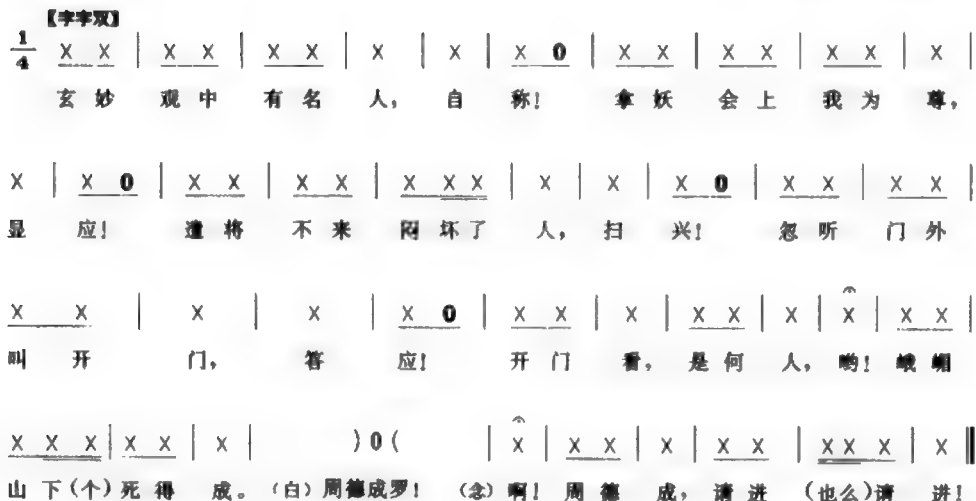 【字字双】
1/4 X X | X X | X X | X | X | X 0 | X X | X X | X X | X |
玄妙观中有名人,自称!拿妖会上我为尊,
X | X 0 | X X | X X | X X X | X | X | X 0 | X X | X X |
显应!遣将不来闷坏了人,扫兴!忽听门外
X X | X | X | X 0 | X X | X | X X | X | X | X X |
叫开门,答应!开门看,是何人,哟!峨嵋
X X X | X X | X | )0( | X | X X | X | X X | X X X | X ‖
山下(个)死得成。(白)周德成罗!(念)啊!周德成,请进(也么)请进!